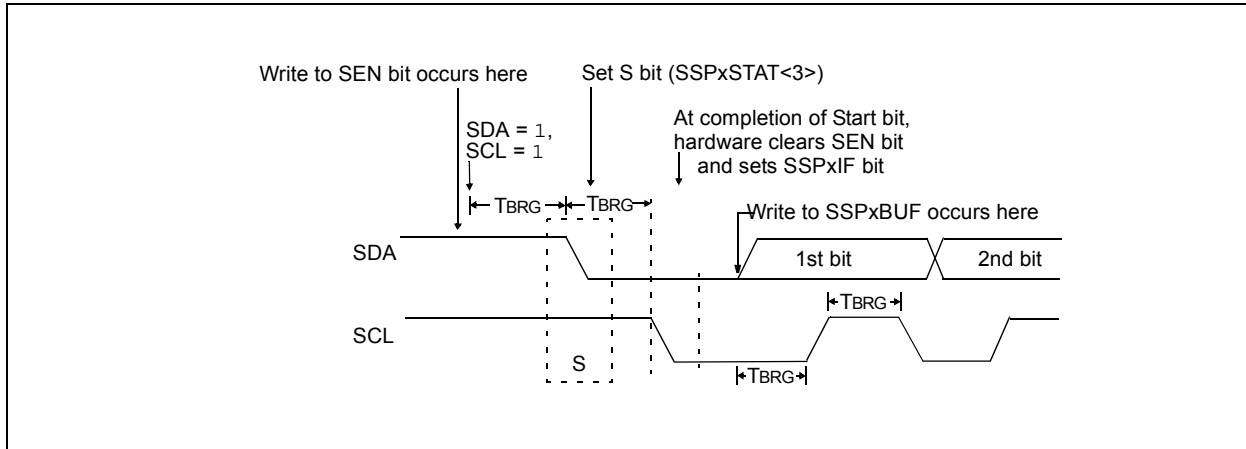 Write to SEN bit occurs here
Set S bit (SSPxSTAT<3>)
At completion of Start bit,
hardware clears SEN bit
and sets SSPxIF bit
SDA = 1,
SCL = 1
TBRG
TBRG
Write to SSPxBUF occurs here
SDA
1st bit
2nd bit
TBRG
SCL
S
TBRG